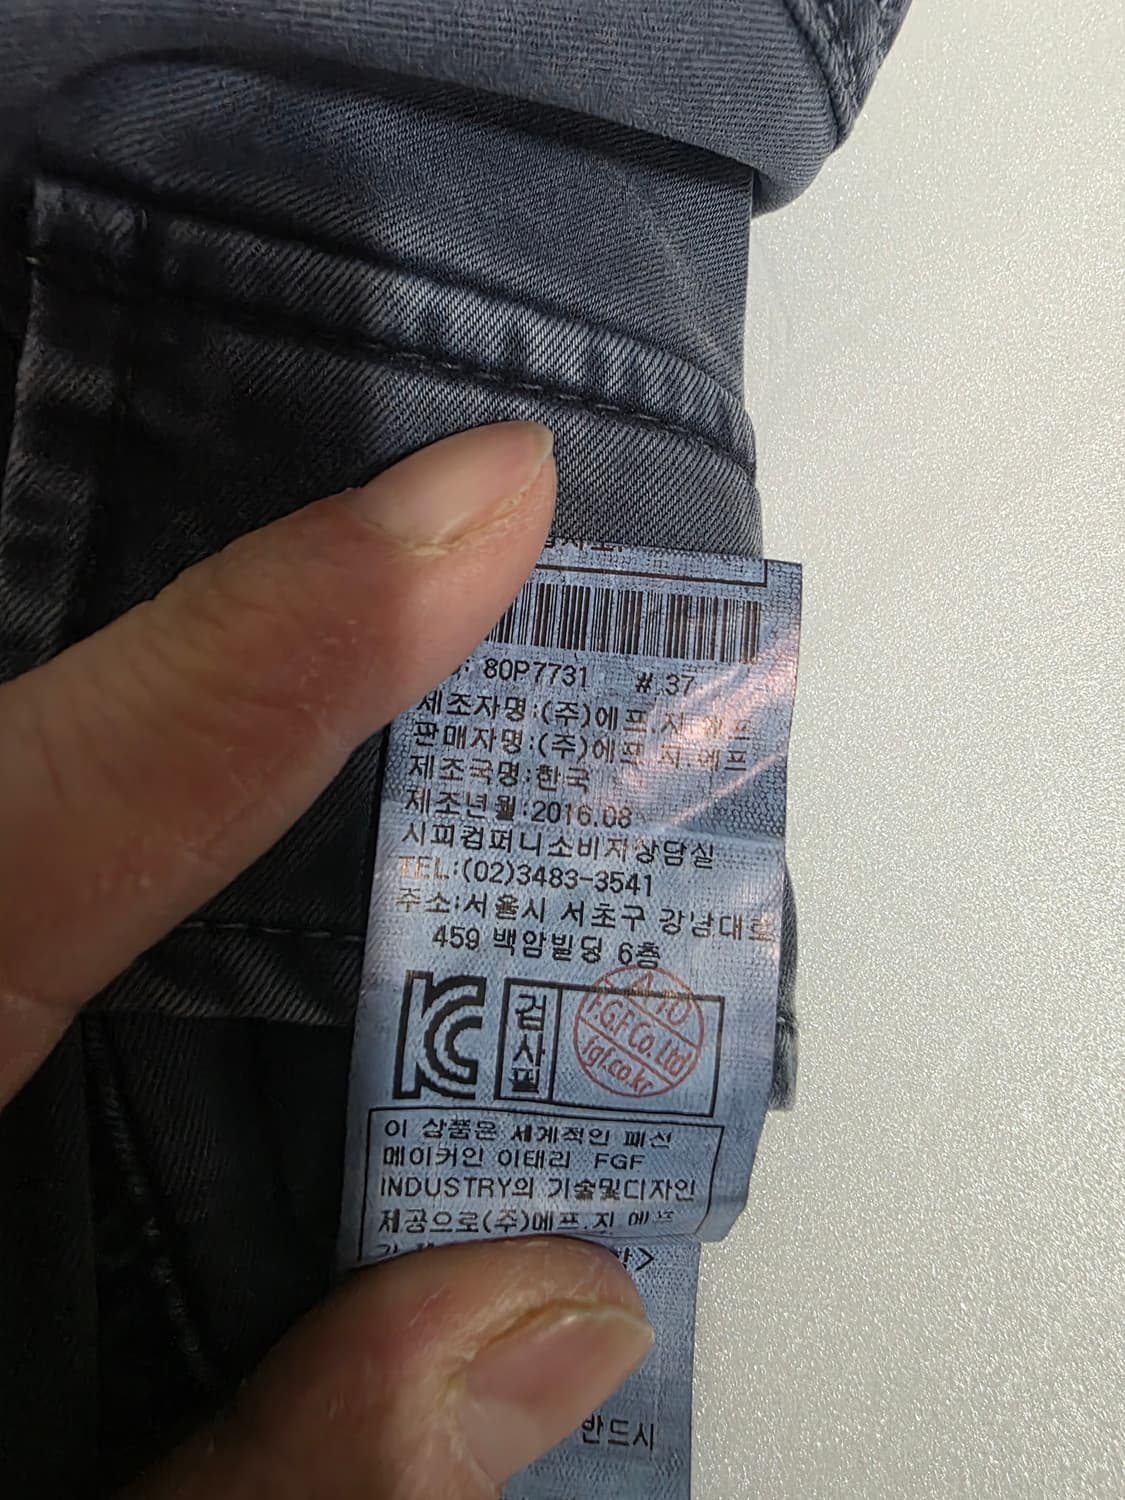 80P7731 #.37
제조자명:(주)에프.지.에프
판매자명:(주)에프.지.에프
제조국명:한국
제조년월:2016.08
시피컴퍼니소비자상담실
TEL:(02)3483-3541
주소:서울시 서초구 강남대로
459 백암빌딩 6층
KC
검사필
F.G.F.Co.Ltd
fgf.co.kr
이 상품은 세계적인 패션
메이커인 이태리 FGF
INDUSTRY의 기술및디자인
제공으로(주)에프.지.에프
반드시